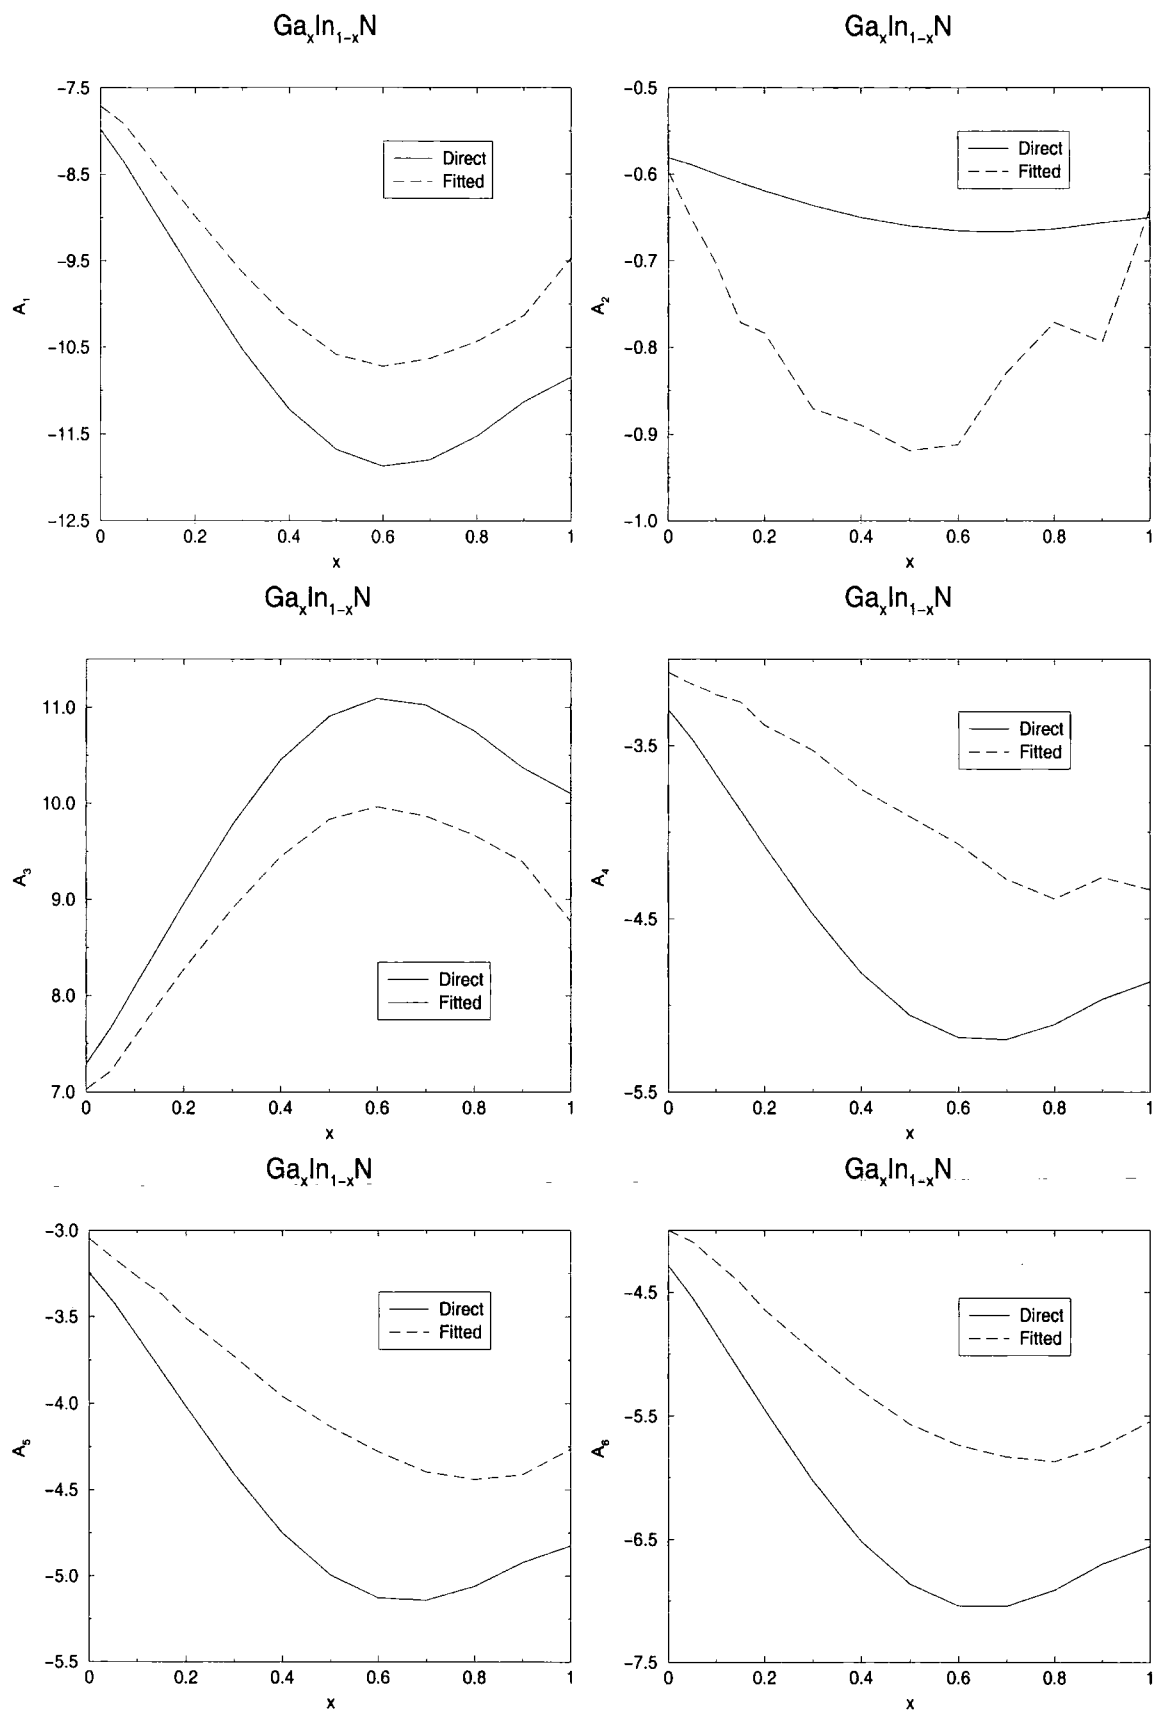 GaₓIn₁₋ₓN
−7.5
−8.5
−9.5
−10.5
−11.5
−12.5
A₁
Direct
Fitted
0
0.2
0.4
0.6
0.8
1
x
GaₓIn₁₋ₓN
−0.5
−0.6
−0.7
−0.8
−0.9
−1.0
A₂
Direct
Fitted
0
0.2
0.4
0.6
0.8
1
x
GaₓIn₁₋ₓN
11.0
10.0
9.0
8.0
7.0
A₃
Direct
Fitted
0
0.2
0.4
0.6
0.8
1
x
GaₓIn₁₋ₓN
−3.5
−4.5
−5.5
A₄
Direct
Fitted
0
0.2
0.4
0.6
0.8
1
x
GaₓIn₁₋ₓN
−3.0
−3.5
−4.0
−4.5
−5.0
−5.5
A₅
Direct
Fitted
0
0.2
0.4
0.6
0.8
1
x
GaₓIn₁₋ₓN
−4.5
−5.5
−6.5
−7.5
A₆
Direct
Fitted
0
0.2
0.4
0.6
0.8
1
x